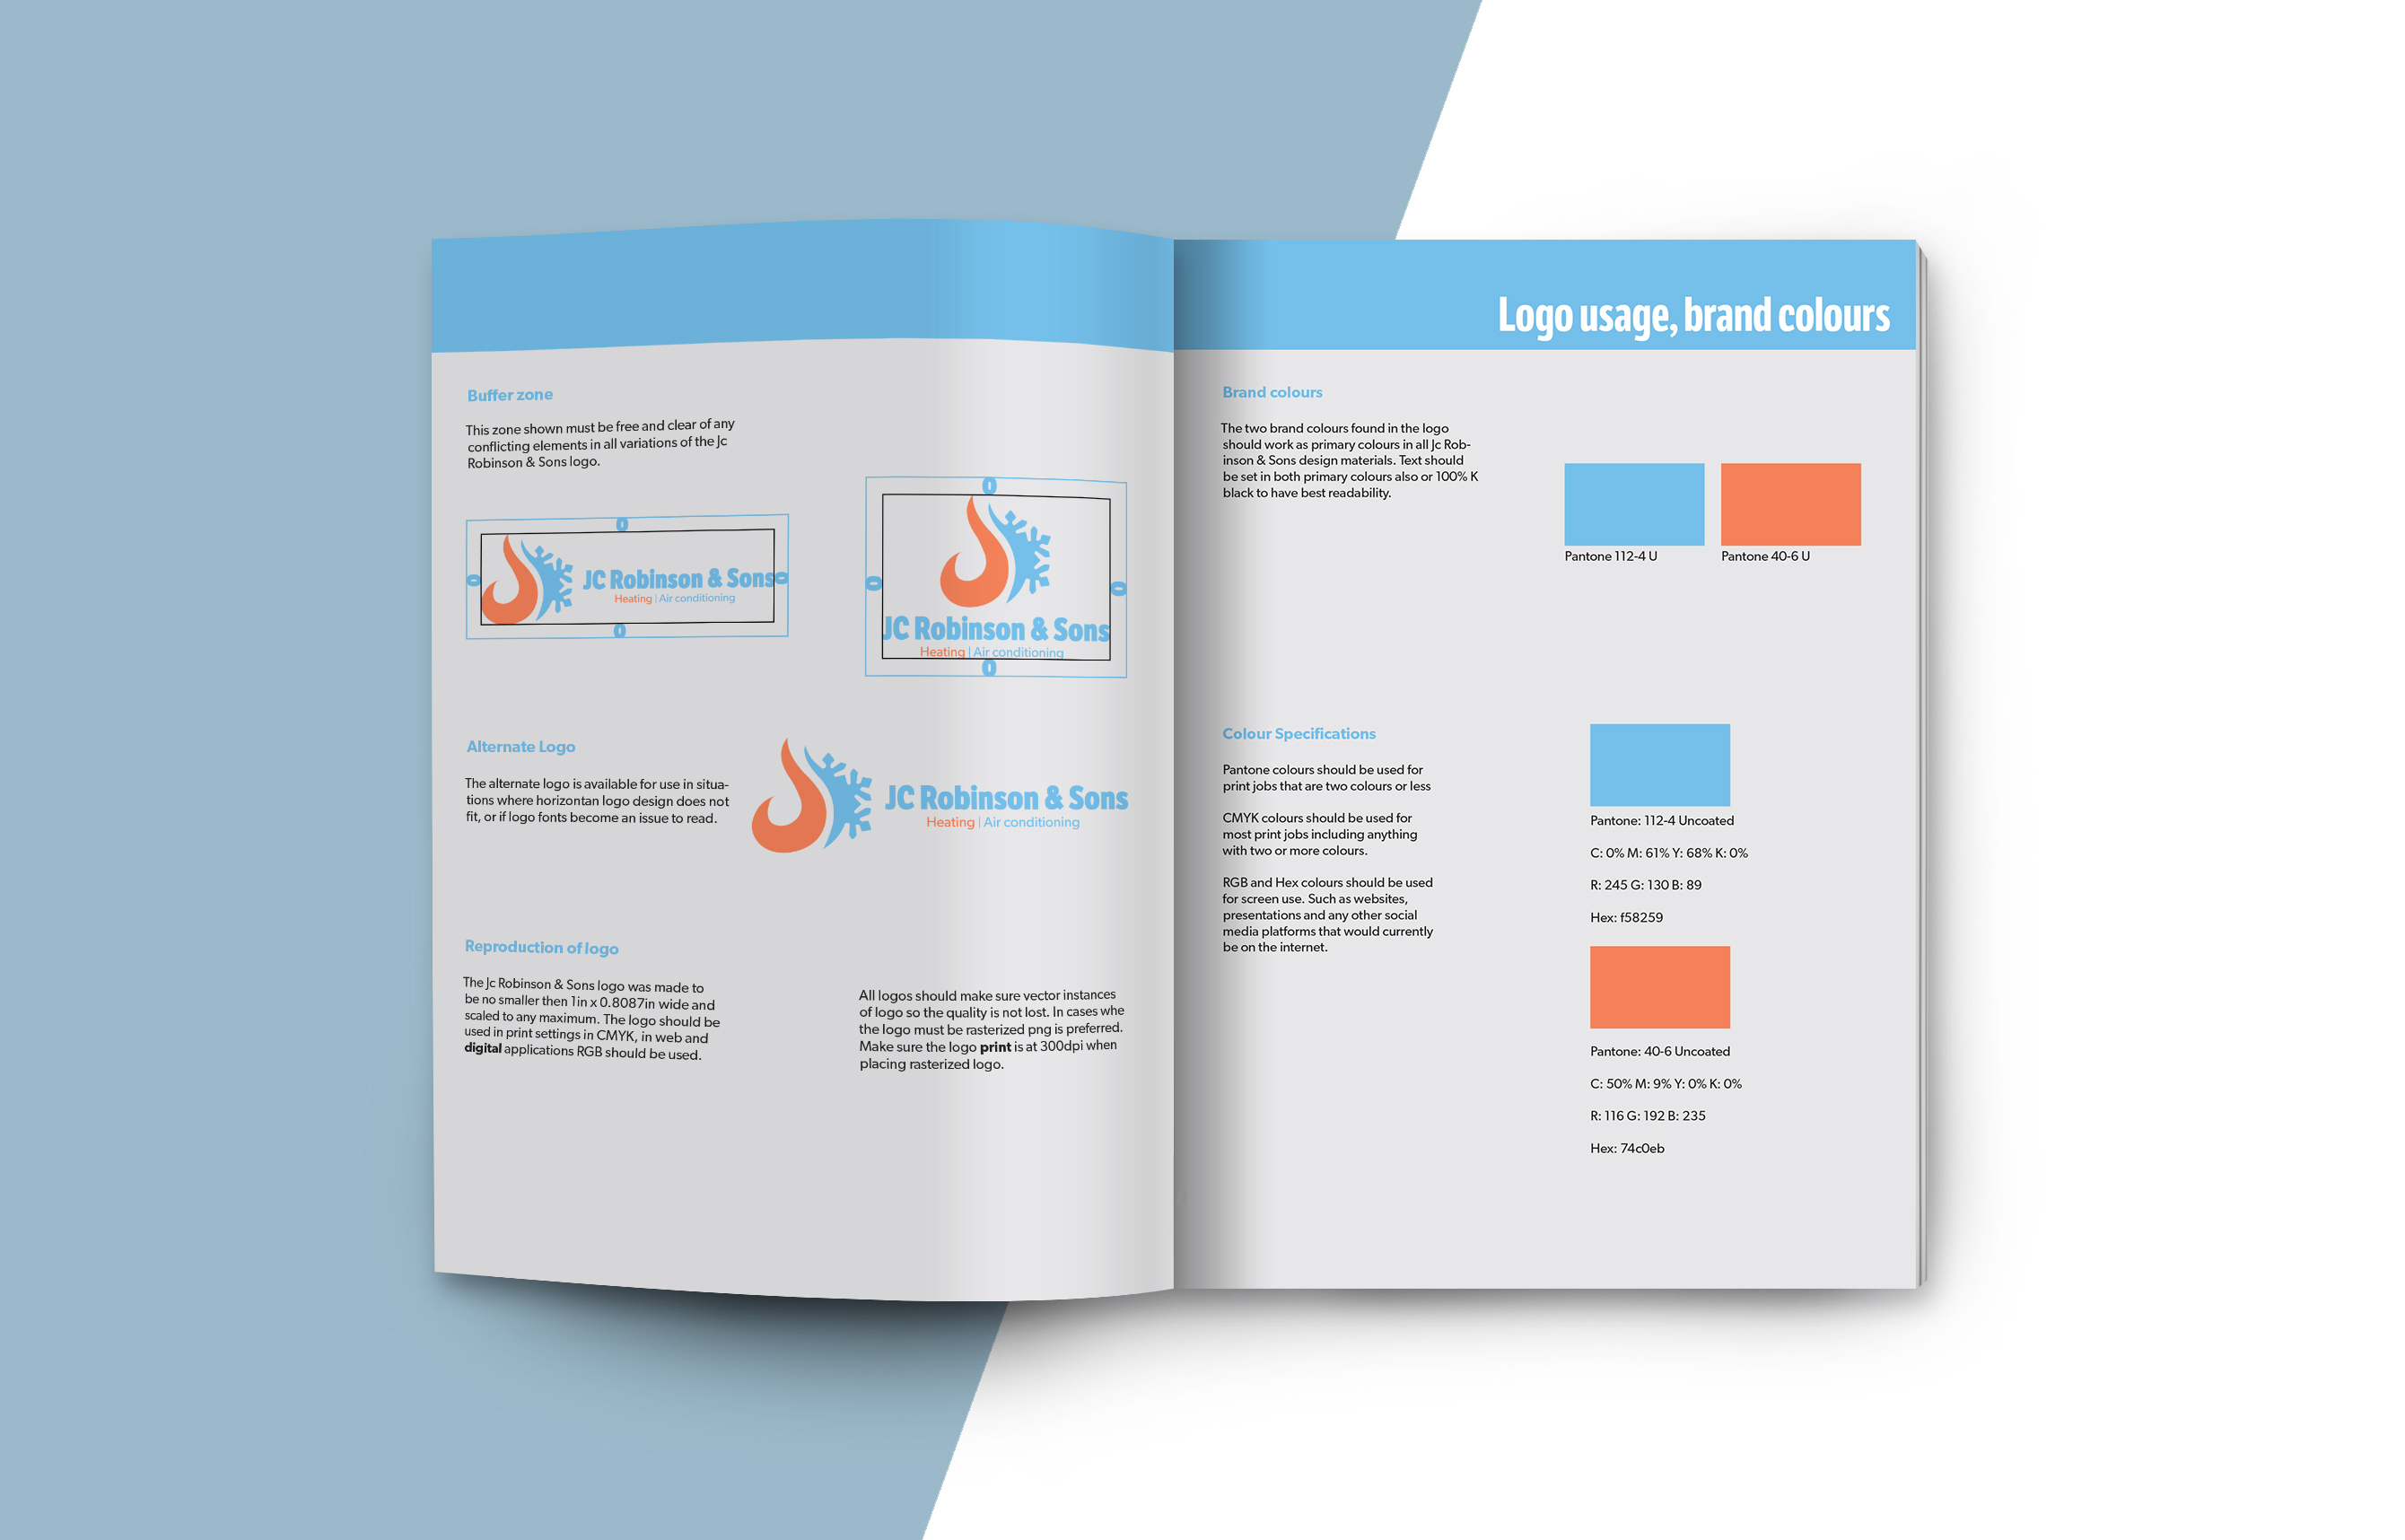 Logo usage, brand colours
Buffer zone
This zone shown must be free and clear of any
conflicting elements in all variations of the Jc
Robinson & Sons logo.
0
0
JC Robinson & Sons
0
Heating | Air conditioning
0
0
0
0
JC Robinson & Sons
Heating | Air conditioning
0
Alternate Logo
The alternate logo is available for use in situa-
tions where horizontan logo design does not
fit, or if logo fonts become an issue to read.
JC Robinson & Sons
Heating | Air conditioning
Reproduction of logo
The Jc Robinson & Sons logo was made to
be no smaller then 1in x 0.8087in wide and
scaled to any maximum. The logo should be
used in print settings in CMYK, in web and
digital applications RGB should be used.
All logos should make sure vector instances
of logo so the quality is not lost. In cases whe
the logo must be rasterized png is preferred.
Make sure the logo print is at 300dpi when
placing rasterized logo.
Brand colours
The two brand colours found in the logo
should work as primary colours in all Jc Rob-
inson & Sons design materials. Text should
be set in both primary colours also or 100% K
black to have best readability.
Pantone 112-4 U
Pantone 40-6 U
Colour Specifications
Pantone colours should be used for
print jobs that are two colours or less
CMYK colours should be used for
most print jobs including anything
with two or more colours.
RGB and Hex colours should be used
for screen use. Such as websites,
presentations and any other social
media platforms that would currently
be on the internet.
Pantone: 112-4 Uncoated
C: 0% M: 61% Y: 68% K: 0%
R: 245 G: 130 B: 89
Hex: f58259
Pantone: 40-6 Uncoated
C: 50% M: 9% Y: 0% K: 0%
R: 116 G: 192 B: 235
Hex: 74c0eb